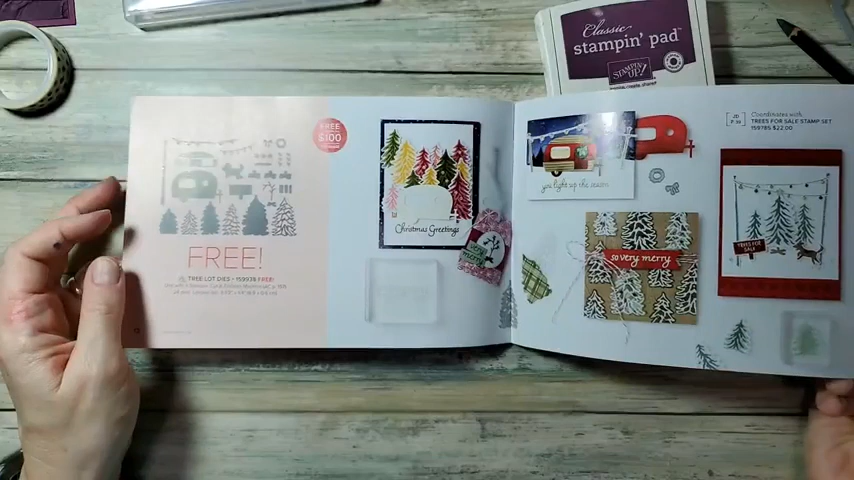 Classic
stampin' pad
STAMPIN' UP!
FREE
$100
FREE!
TREE LOT DIES • 159938 FREE!
Christmas Greetings
MERRY
you light up the season
so very merry
Coordinates with
TREES FOR SALE STAMP SET
159785 $22.00
TREES FOR
SALE